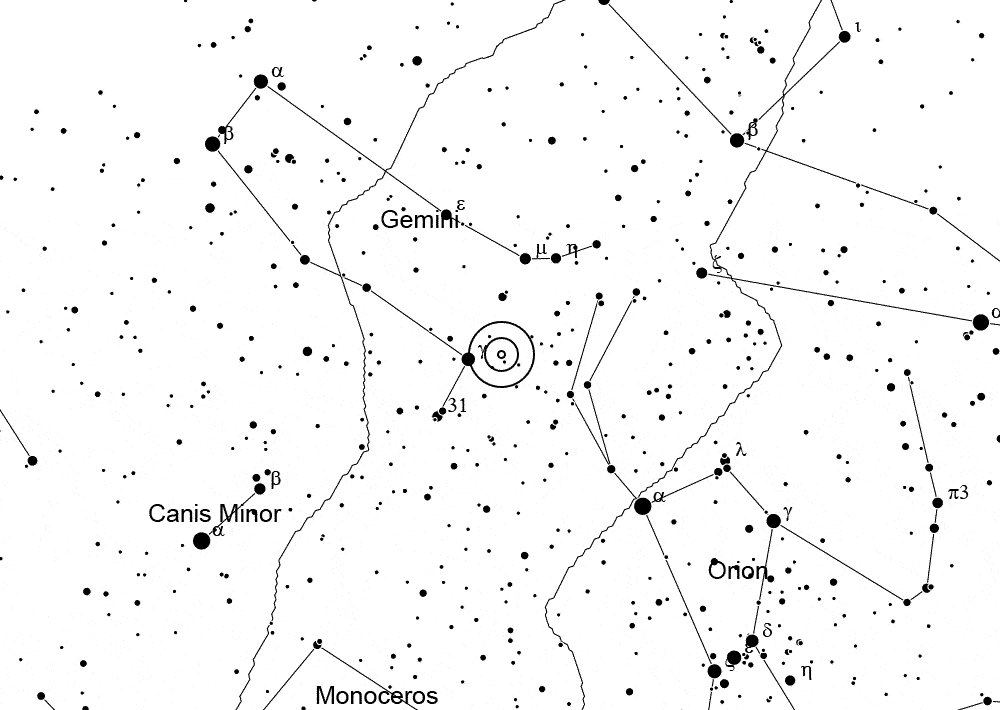 ι
α
β
β
ε
Gemini
μ
η
ζ
α
γ
31
λ
β
α
π3
Canis Minor
α
γ
Orion
δ
ε
ζ
η
Monoceros